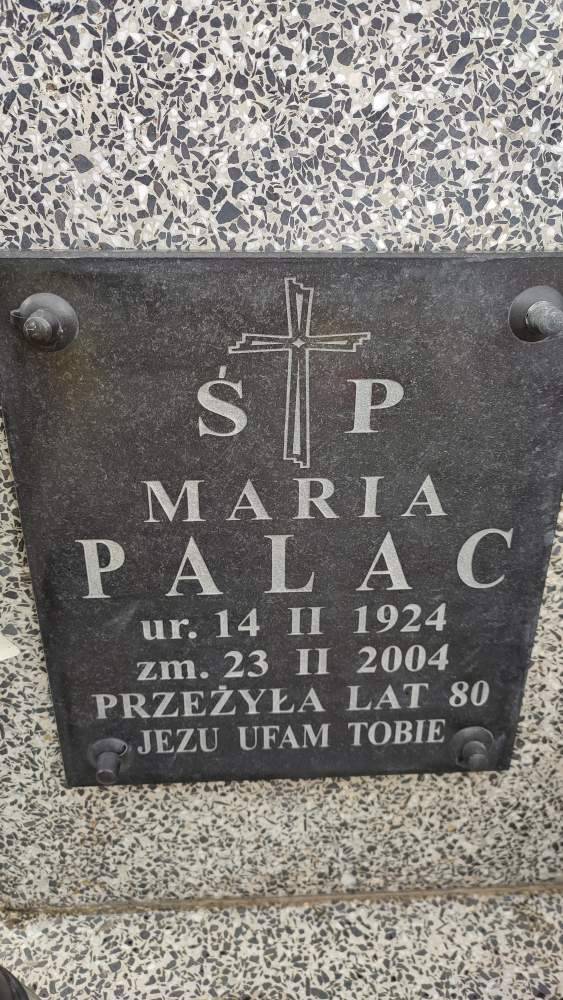 Ś P
MARIA
PALAC
ur. 14 II 1924
zm. 23 II 2004
PRZEŻYŁA LAT 80
JEZU UFAM TOBIE